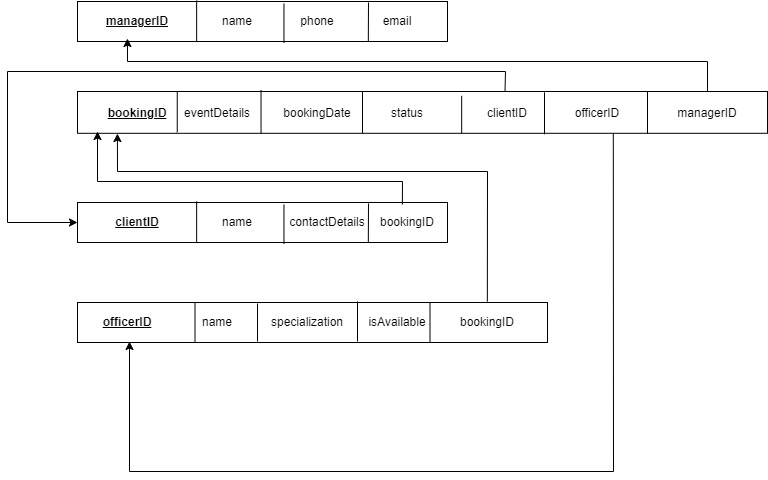 managerID name phone email
bookingID eventDetails bookingDate status clientID officerID managerID
clientID name contactDetails bookingID
officerID name specialization isAvailable bookingID